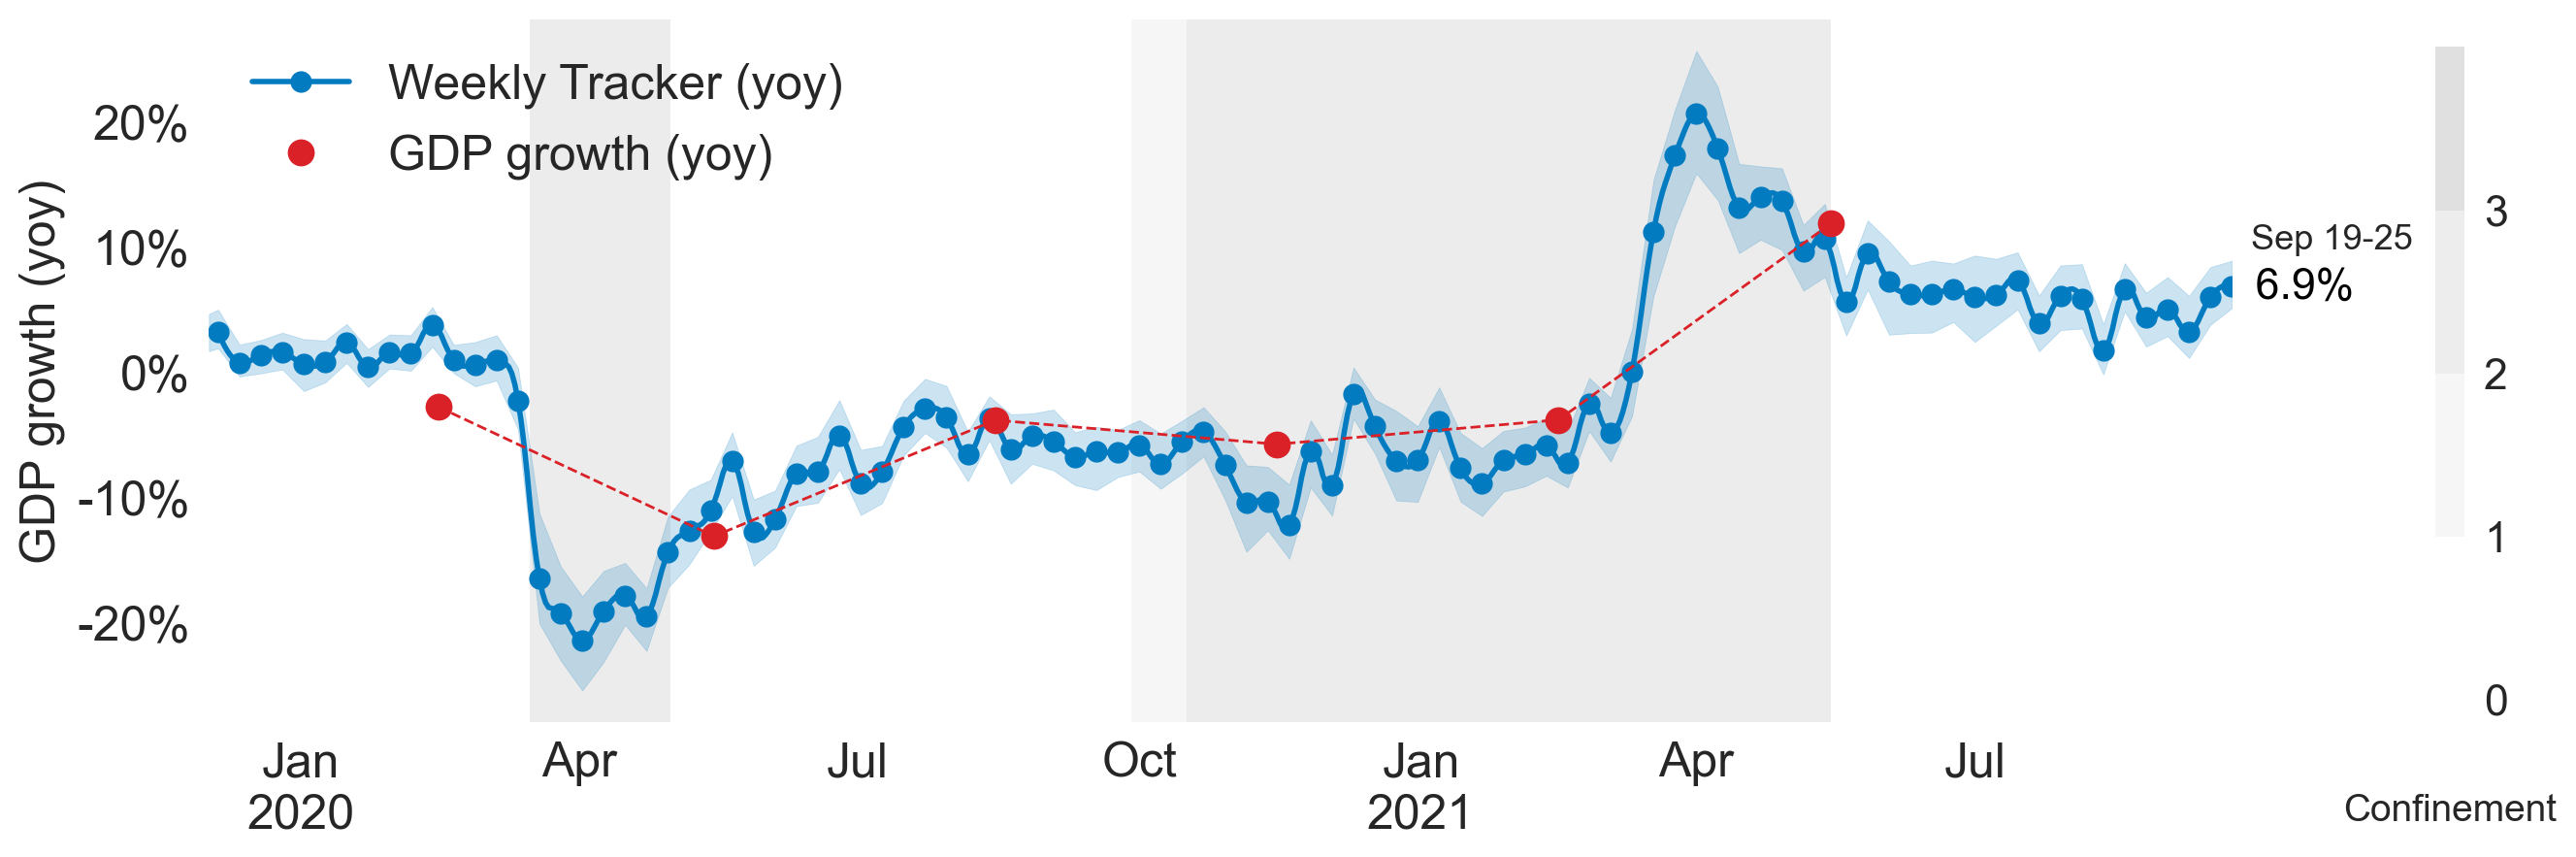 Weekly Tracker (yoy)
GDP growth (yoy)
GDP growth (yoy)
20%
10%
0%
-10%
-20%
Jan
2020
Apr
Jul
Oct
Jan
2021
Apr
Jul
Sep 19-25
6.9%
3
2
1
0
Confinement